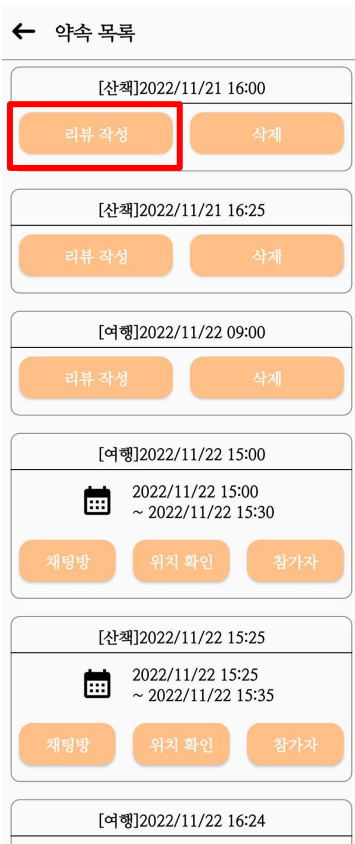 약속 목록
[산책]2022/11/21 16:00
리뷰 작성 삭제
[산책]2022/11/21 16:25
리뷰 작성 삭제
[여행]2022/11/22 09:00
리뷰 작성 삭제
[여행]2022/11/22 15:00
2022/11/22 15:00
~ 2022/11/22 15:30
채팅방 위치 확인 참가자
[산책]2022/11/22 15:25
2022/11/22 15:25
~ 2022/11/22 15:35
채팅방 위치 확인 참가자
[여행]2022/11/22 16:24